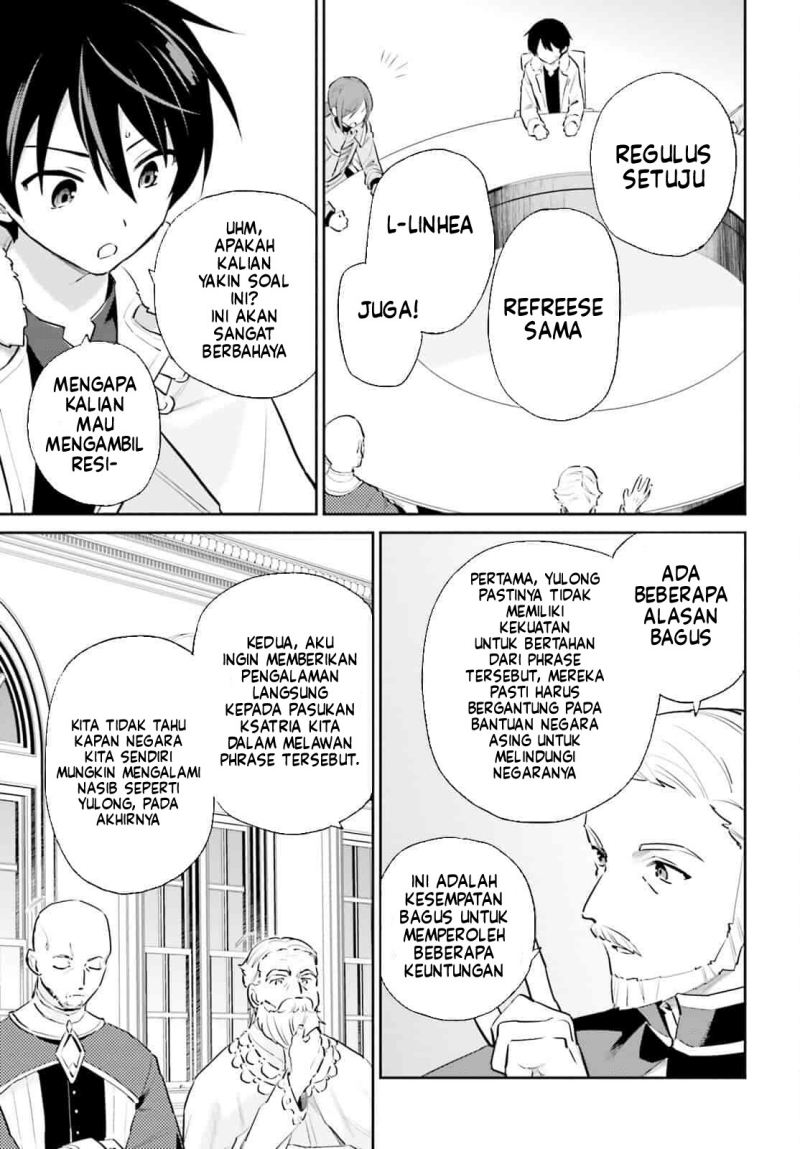 REGULUS
SETUJU
REFREESE
SAMA
L-LINHEA
JUGA!
UHM,
APAKAH
KALIAN
YAKIN SOAL
INI?
INI AKAN
SANGAT
BERBAHAYA
MENGAPA
KALIAN
MAU
MENGAMBIL
RESI-
ADA
BEBERAPA
ALASAN
BAGUS
PERTAMA, YULONG
PASTINYA TIDAK
MEMILIKI
KEKUATAN
UNTUK BERTAHAN
DARI PHRASE
TERSEBUT, MEREKA
PASTI HARUS
BERGANTUNG PADA
BANTUAN NEGARA
ASING UNTUK
MELINDUNGI
NEGARANYA
INI ADALAH
KESEMPATAN
BAGUS UNTUK
MEMPEROLEH
BEBERAPA
KEUNTUNGAN
KEDUA, AKU
INGIN MEMBERIKAN
PENGALAMAN
LANGSUNG
KEPADA PASUKAN
KSATRIA KITA
DALAM MELAWAN
PHRASE TERSEBUT.
KITA TIDAK TAHU
KAPAN NEGARA
KITA SENDIRI
MUNGKIN MENGALAMI
NASIB SEPERTI
YULONG, PADA
AKHIRNYA